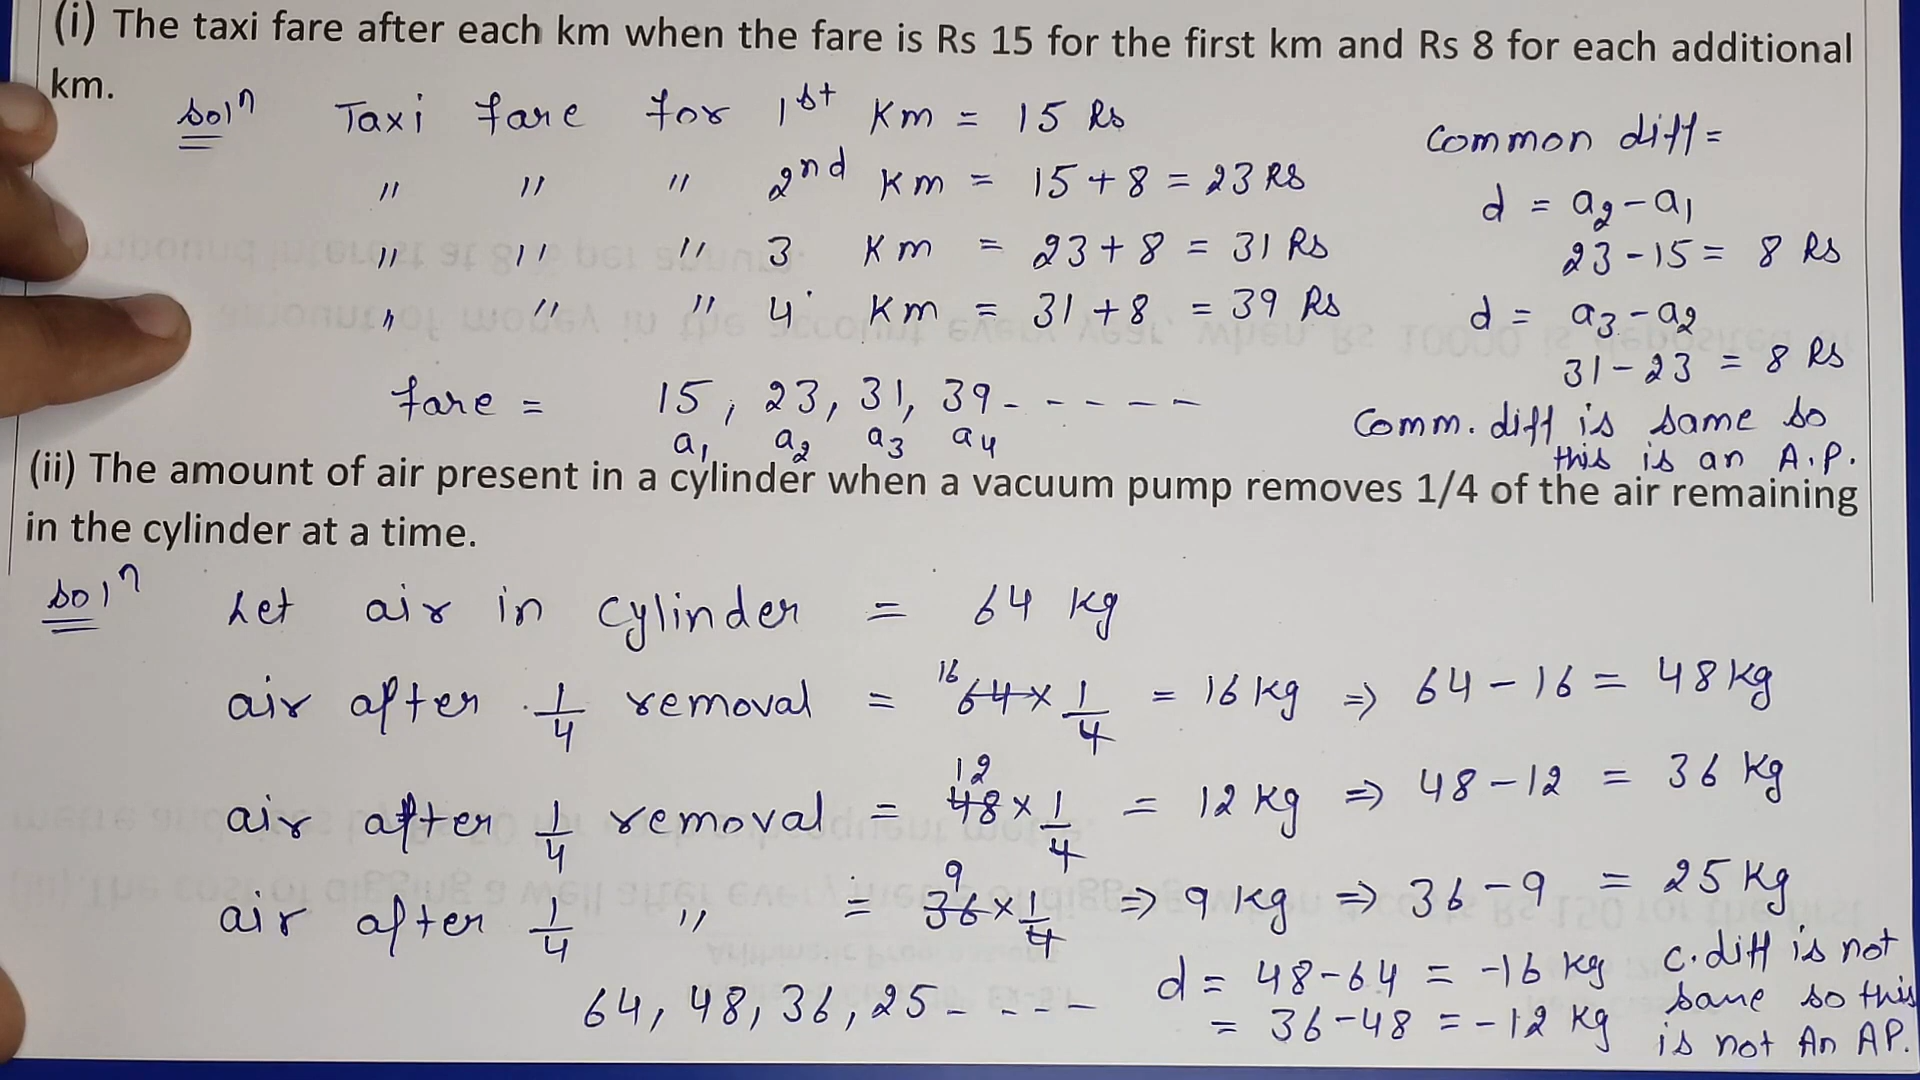 (i) The taxi fare after each km when the fare is Rs 15 for the first km and Rs 8 for each additional
km.
Solⁿ Taxi fare for 1st Km = 15 Rs
" " " 2nd Km = 15 + 8 = 23 RS
" " " 3 Km = 23 + 8 = 31 Rs
" " " 4 Km = 31 + 8 = 39 Rs
fare = 15, 23, 31, 39 - - - - -
a₁ a₂ a₃ a₄
Common diff =
d = a₂ - a₁
23 - 15 = 8 Rs
d = a₃ - a₂
31 - 23 = 8 Rs
Comm. diff is same so
this is an A.P.
(ii) The amount of air present in a cylinder when a vacuum pump removes 1/4 of the air remaining
in the cylinder at a time.
Solⁿ Let air in cylinder = 64 kg
air after 1/4 removal = 16 64 × 1/4 = 16 kg ⇒ 64 - 16 = 48 kg
air after 1/4 removal = 12 48 × 1/4 = 12 kg ⇒ 48 - 12 = 36 kg
air after 1/4 " = 9 36 × 1/4 ⇒ 9 kg ⇒ 36 - 9 = 25 kg
64, 48, 36, 25 - - - -
d = 48 - 64 = -16 kg
= 36 - 48 = -12 kg
c. diff is not
same so this
is not An AP.